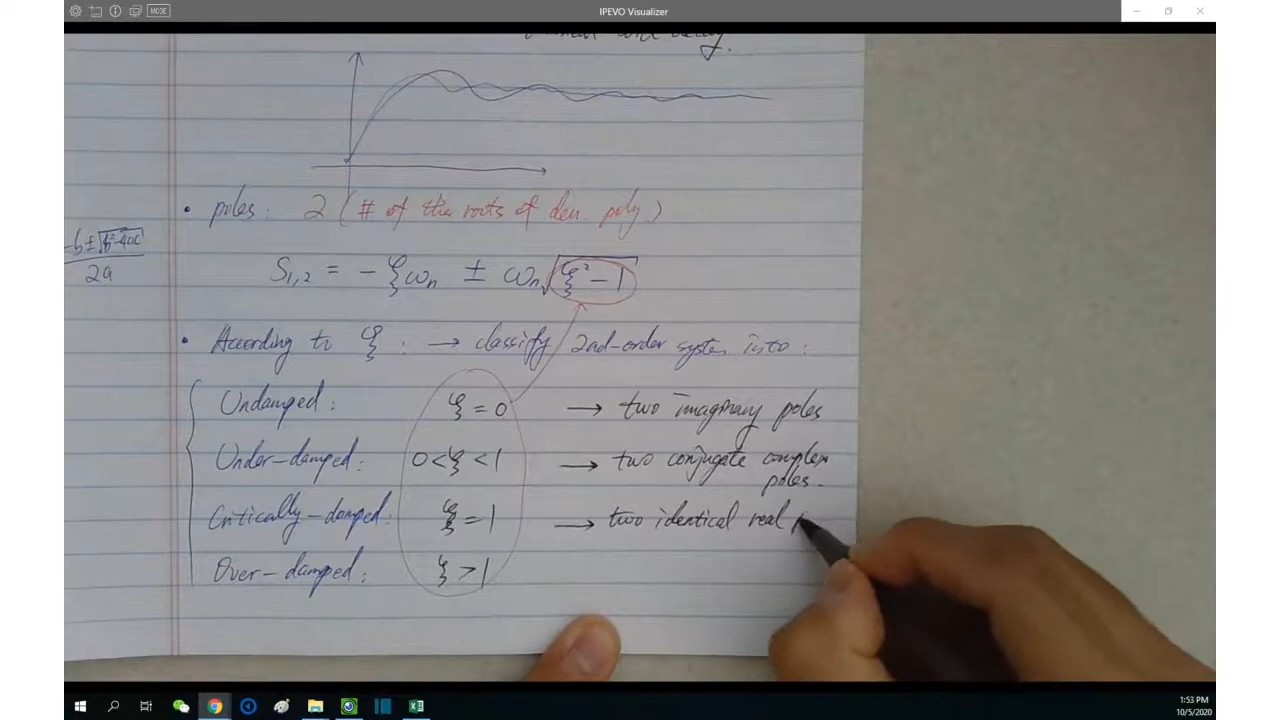 IPEVO Visualizer
MODE
• poles: 2 (# of the roots of den. poly)
-b±√b²-4ac
2a
S1,2 = - ξωn ± ωn√ξ² - 1
• According to ξ : → classify 2nd-order system into :
Undamped : ξ = 0 → two imaginary poles
Under-damped : 0 < ξ < 1 → two conjugate complex
poles.
Critically-damped : ξ = 1 → two identical real p
Over-damped : ξ > 1
1:53 PM
10/5/2020